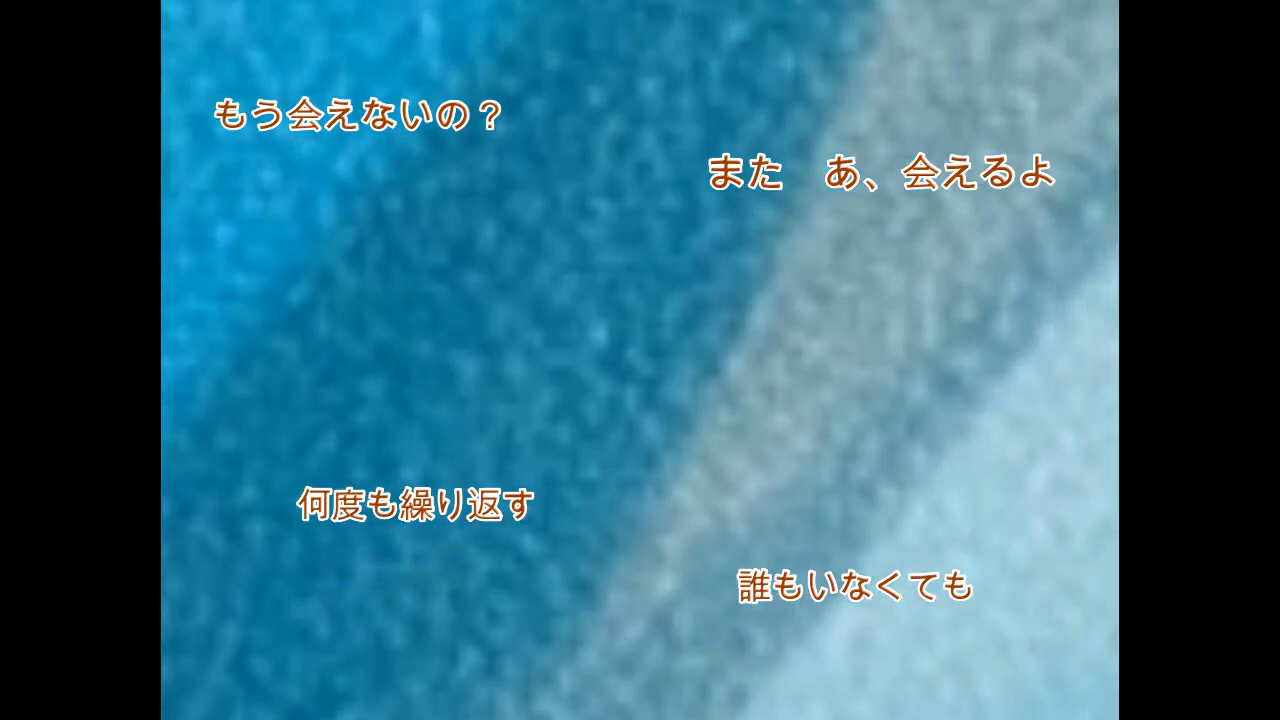 もう会えないの？
また　あ、会えるよ
何度も繰り返す
誰もいなくても